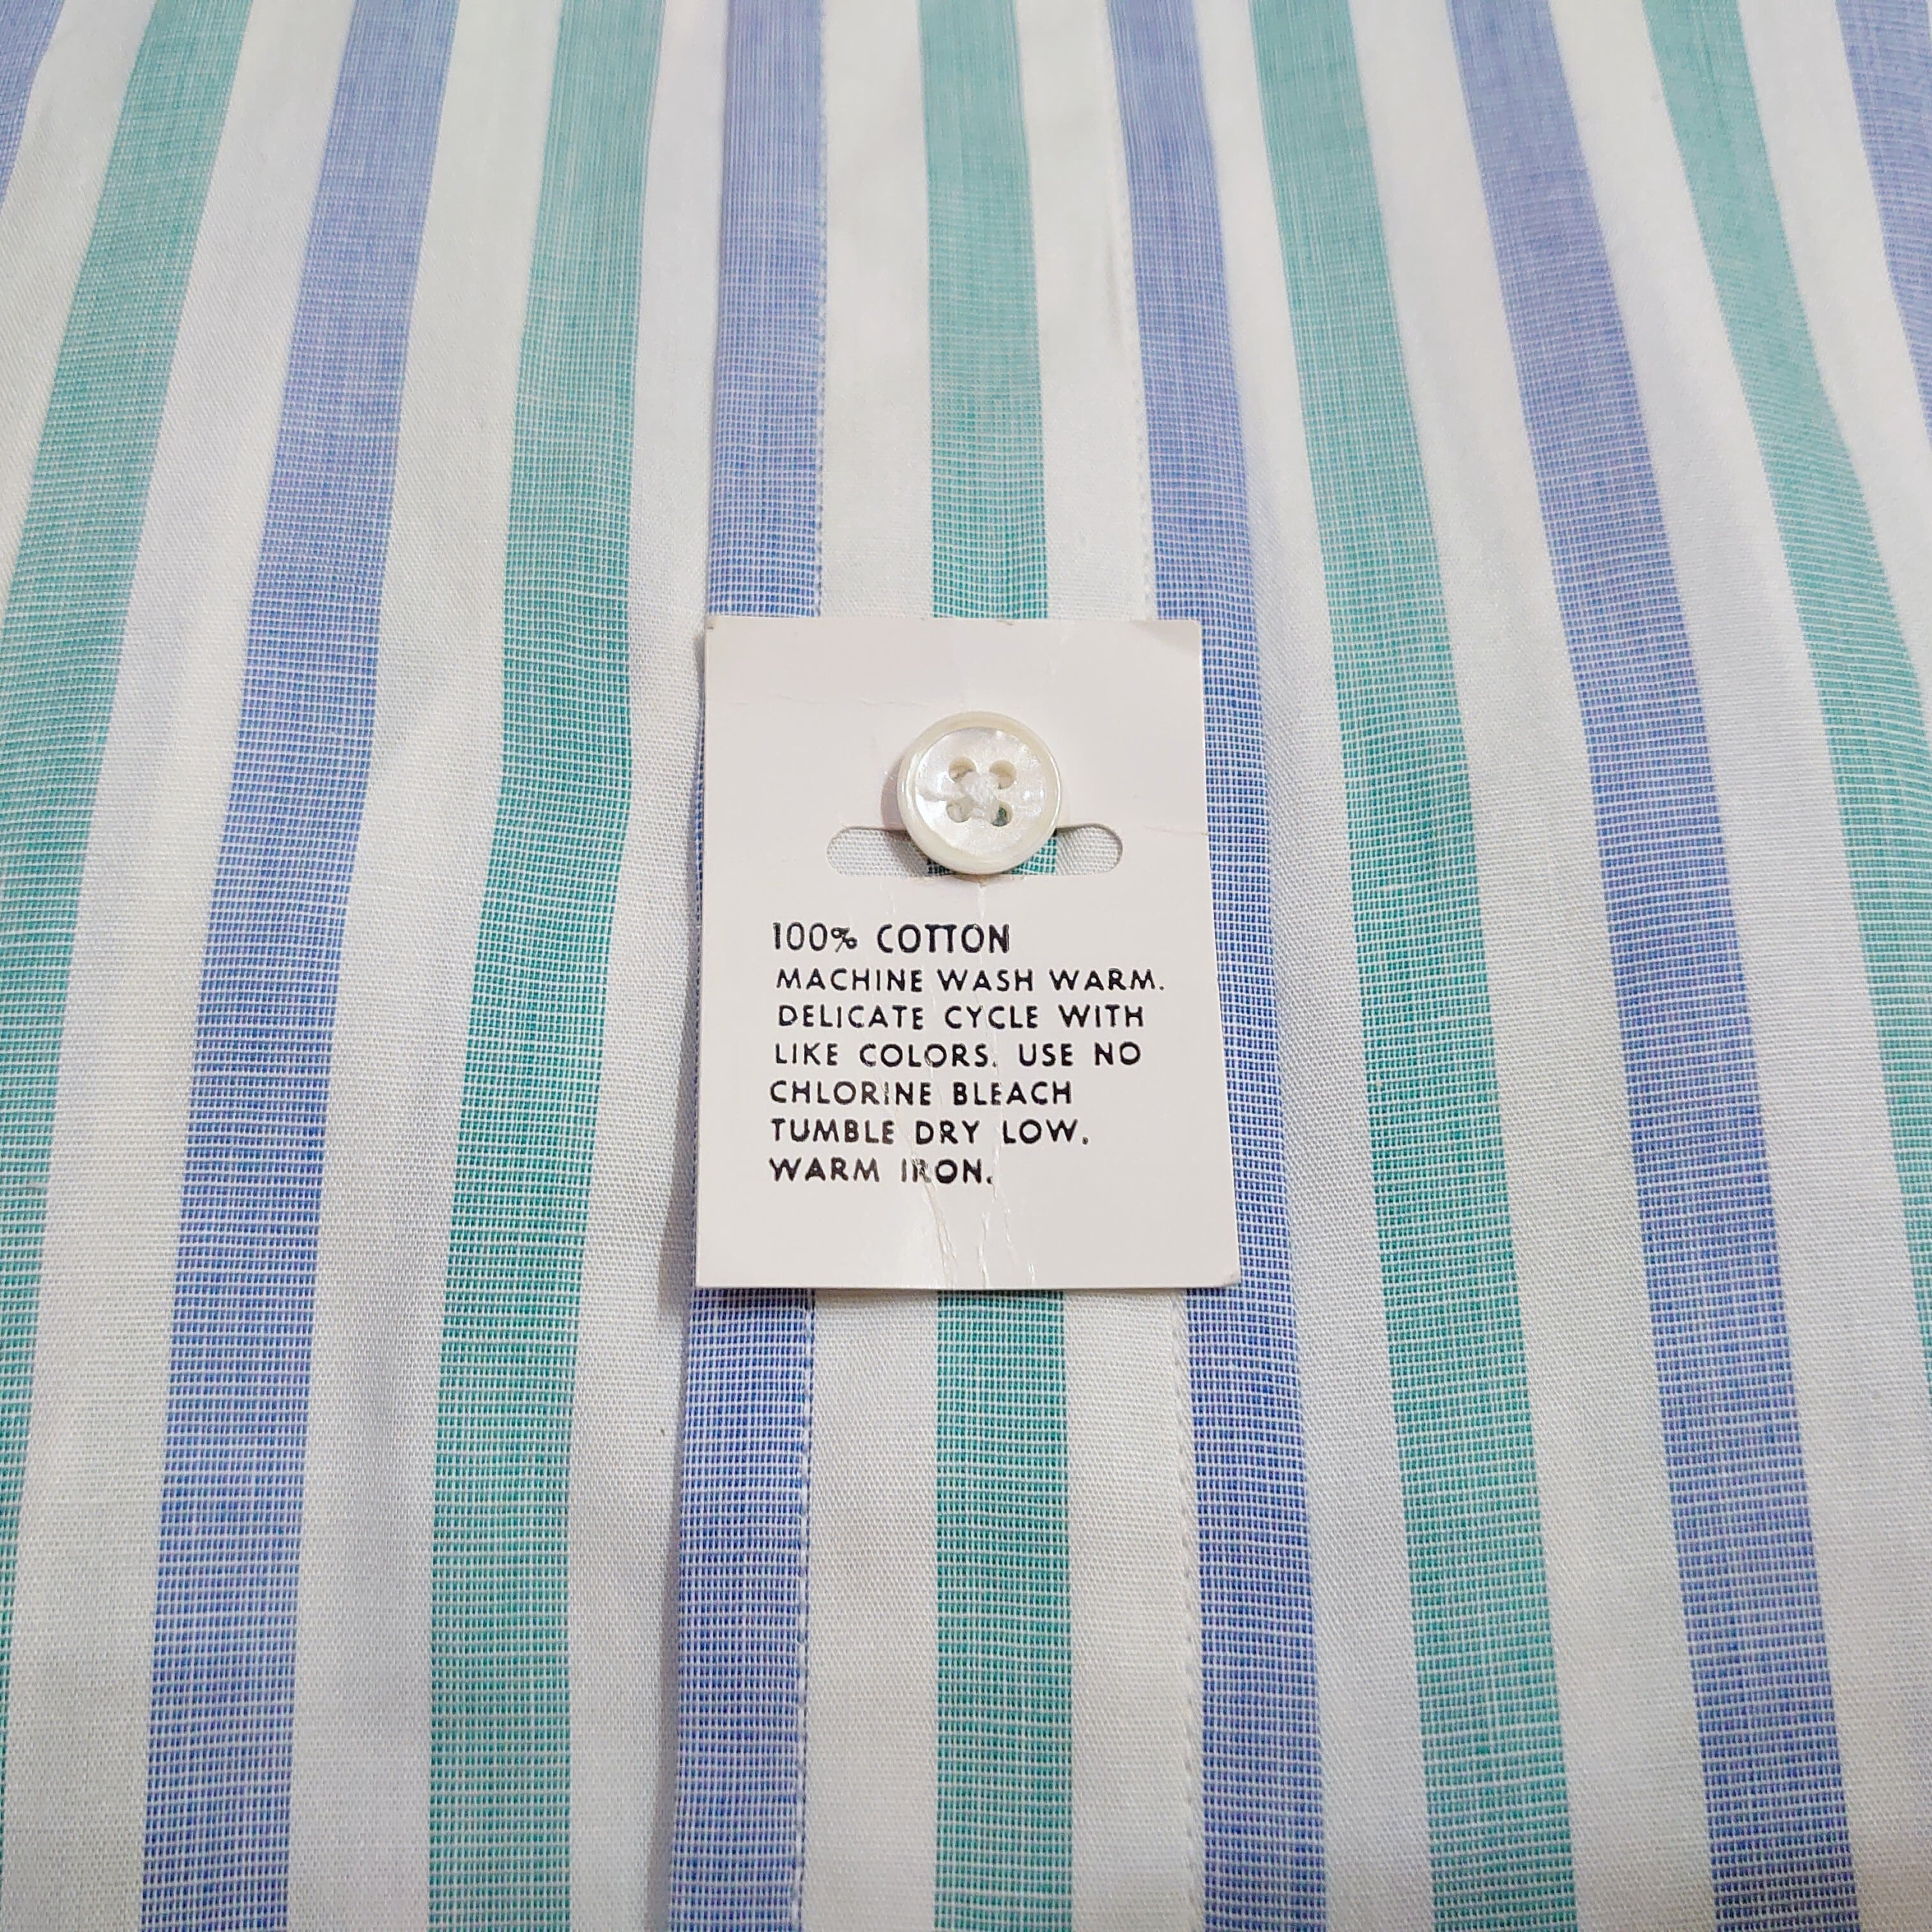 100% COTTON
MACHINE WASH WARM.
DELICATE CYCLE WITH
LIKE COLORS. USE NO
CHLORINE BLEACH
TUMBLE DRY LOW.
WARM IRON.